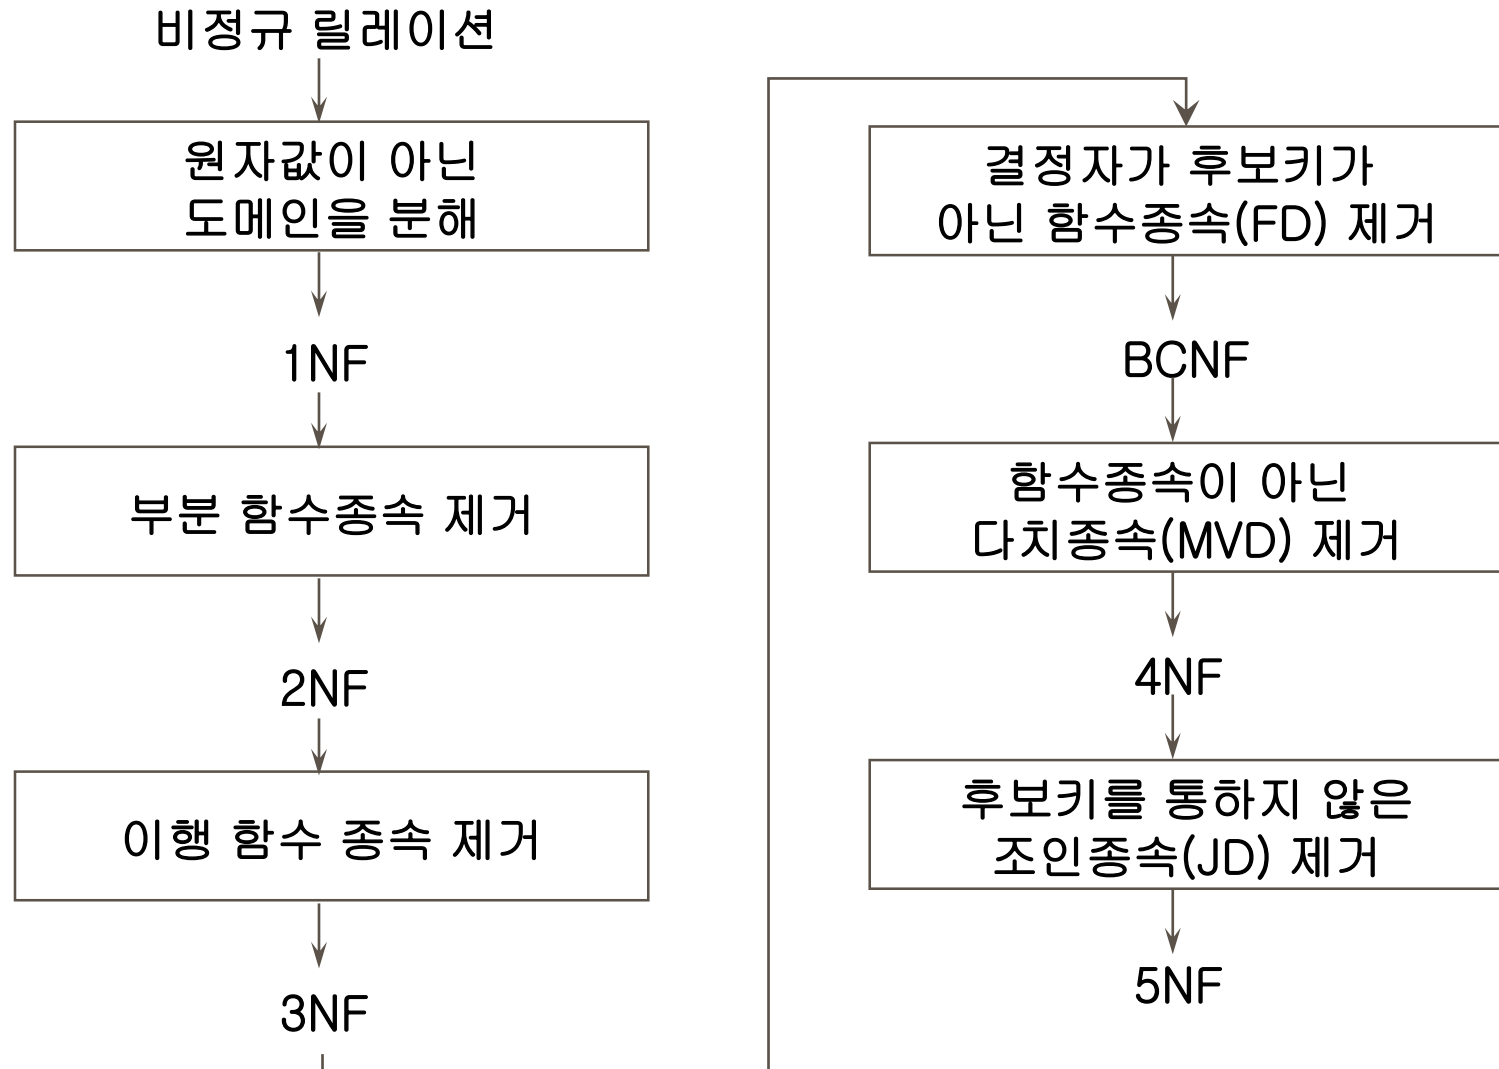 비정규 릴레이션
원자값이 아닌
도메인을 분해
1NF
부분 함수종속 제거
2NF
이행 함수 종속 제거
3NF
결정자가 후보키가
아닌 함수종속(FD) 제거
BCNF
함수종속이 아닌
다치종속(MVD) 제거
4NF
후보키를 통하지 않은
조인종속(JD) 제거
5NF